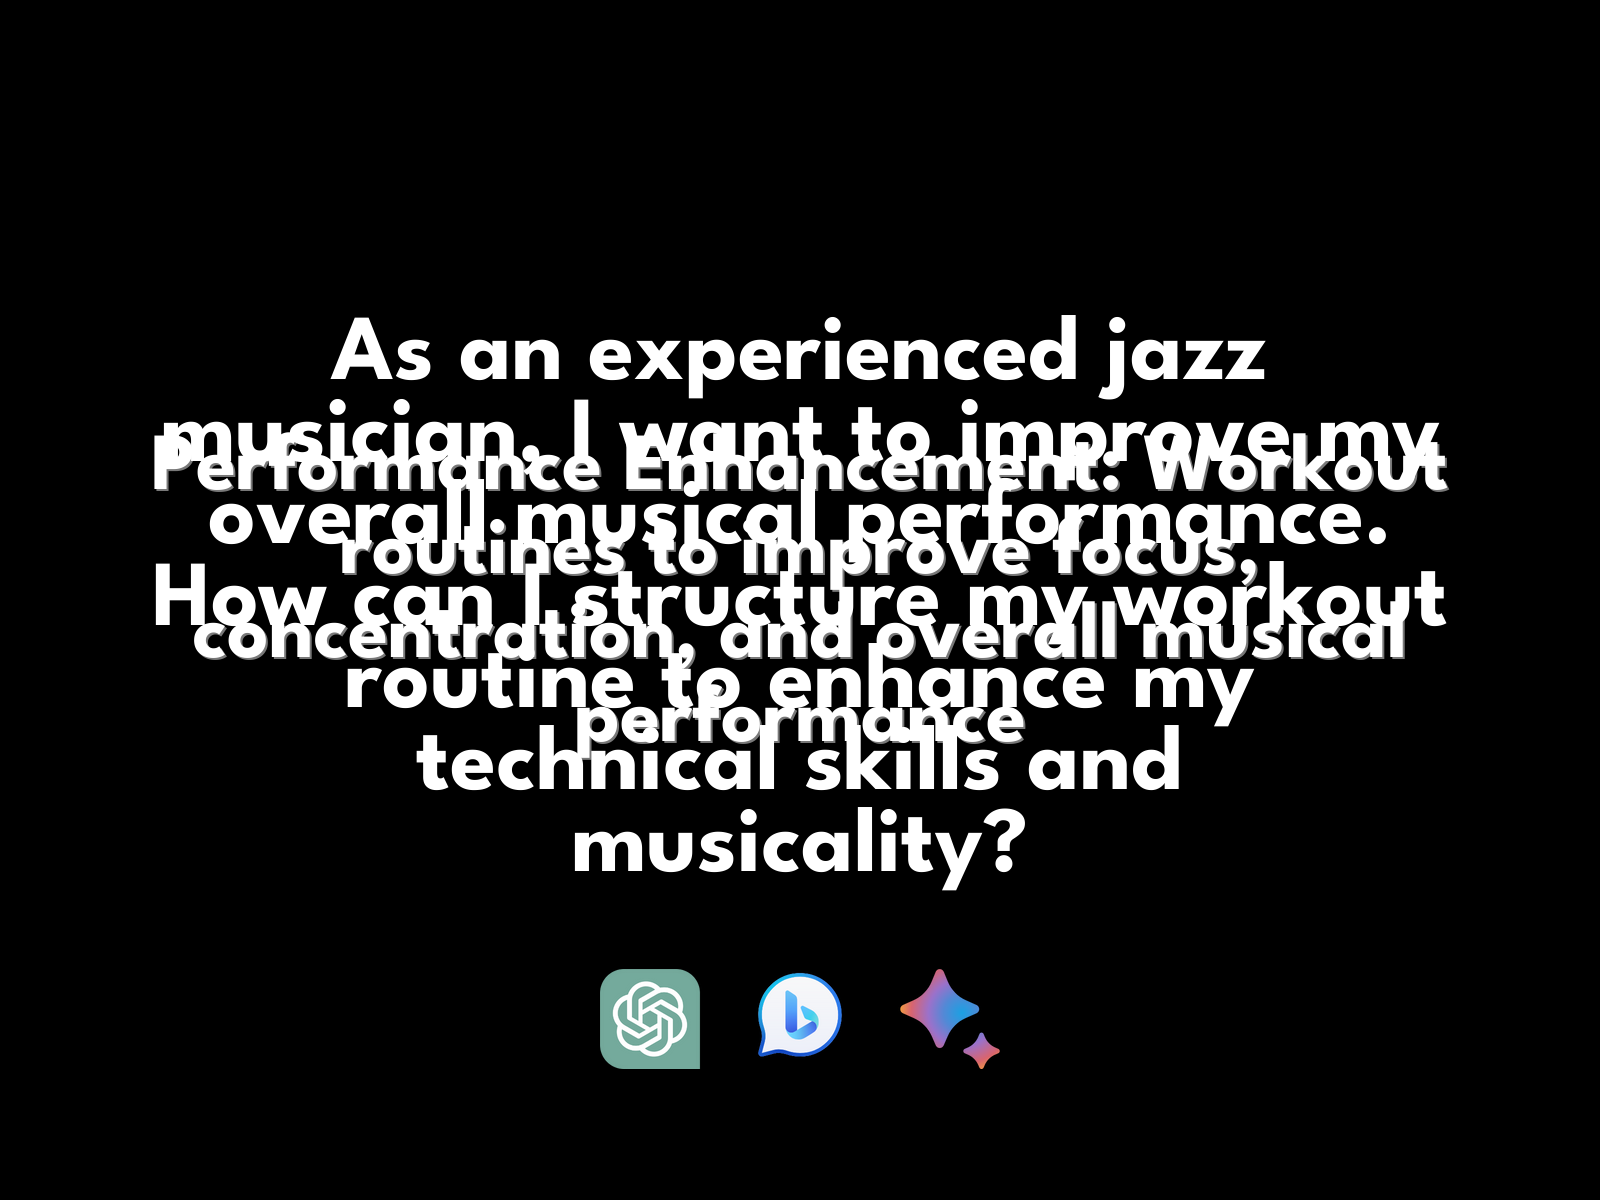 As an experienced jazz
musician, I want to improve my
overall musical performance.
How can I structure my workout
routine to enhance my
technical skills and
musicality?
Performance Enhancement: Workout
routines to improve focus,
concentration, and overall musical
performance